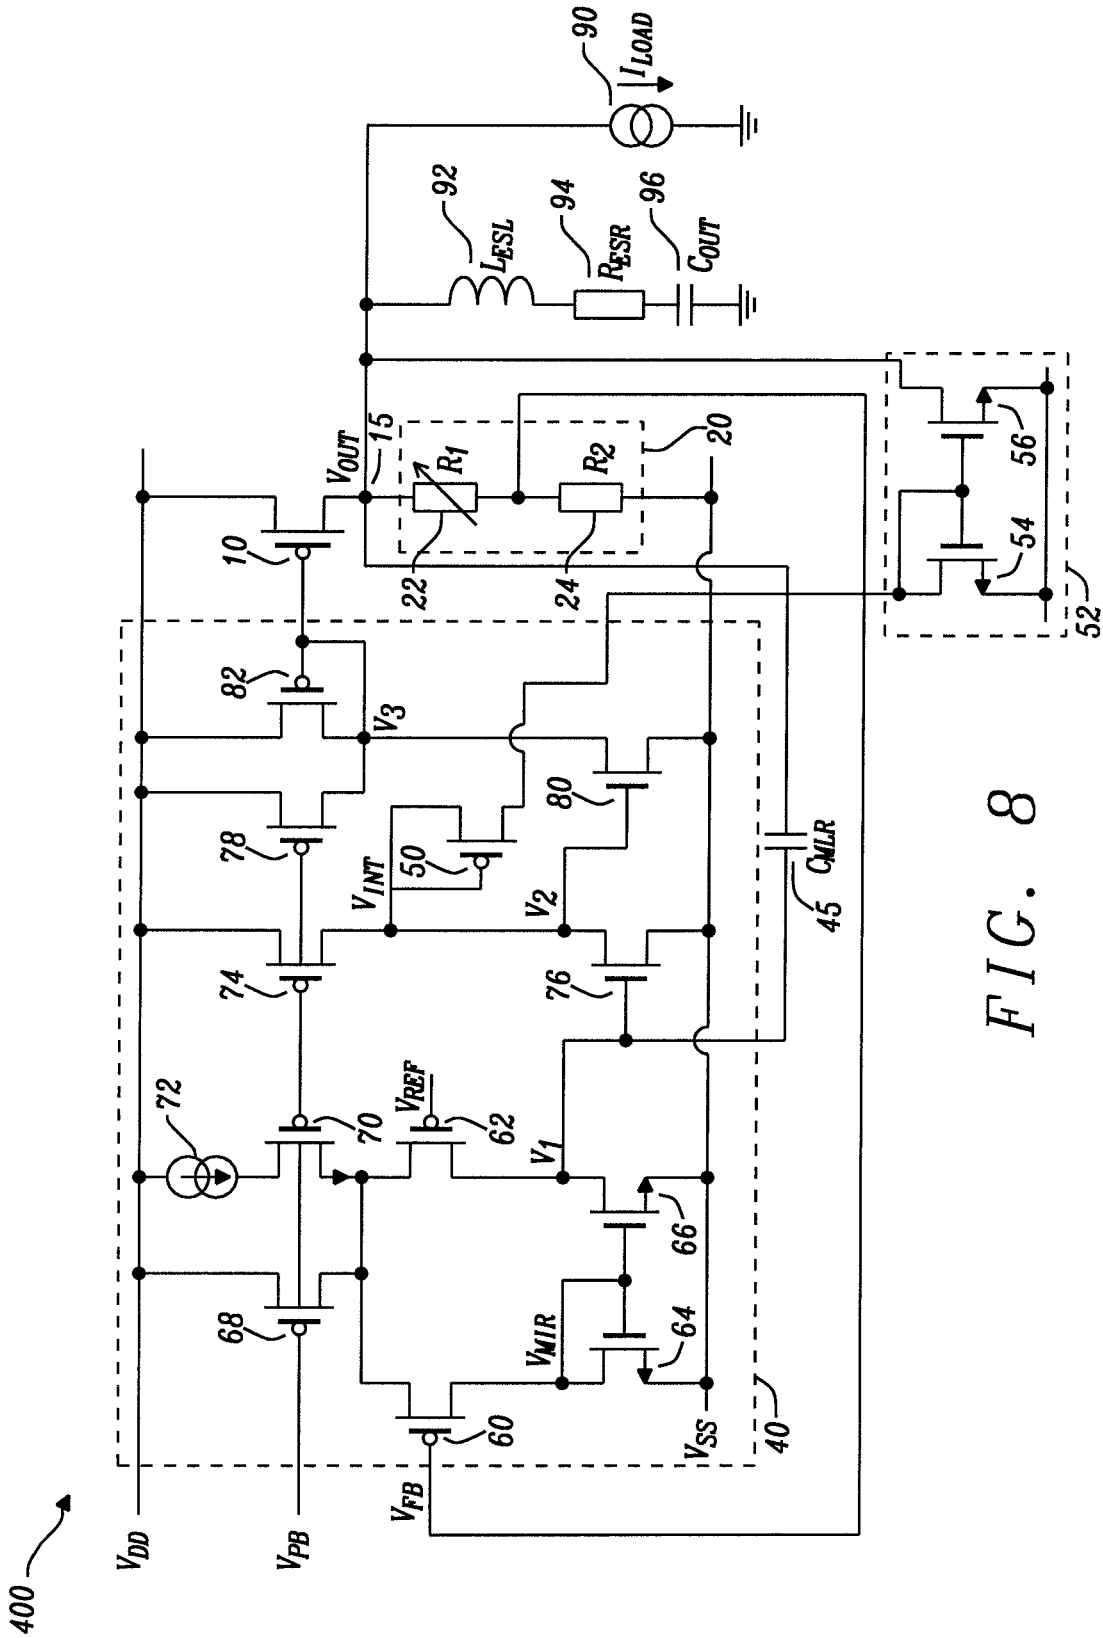 400
V_DD
V_PB
V_FB
V_SS
40
60
68
64
V_MIR
66
V_1
72
70
V_REF
62
74
76
V_2
V_INT
50
78
80
V_3
82
10
V_OUT
15
22
R_1
24
R_2
20
45
C_MLR
52
54
56
92
L_ESL
94
R_ESR
96
C_OUT
90
I_LOAD
FIG. 8